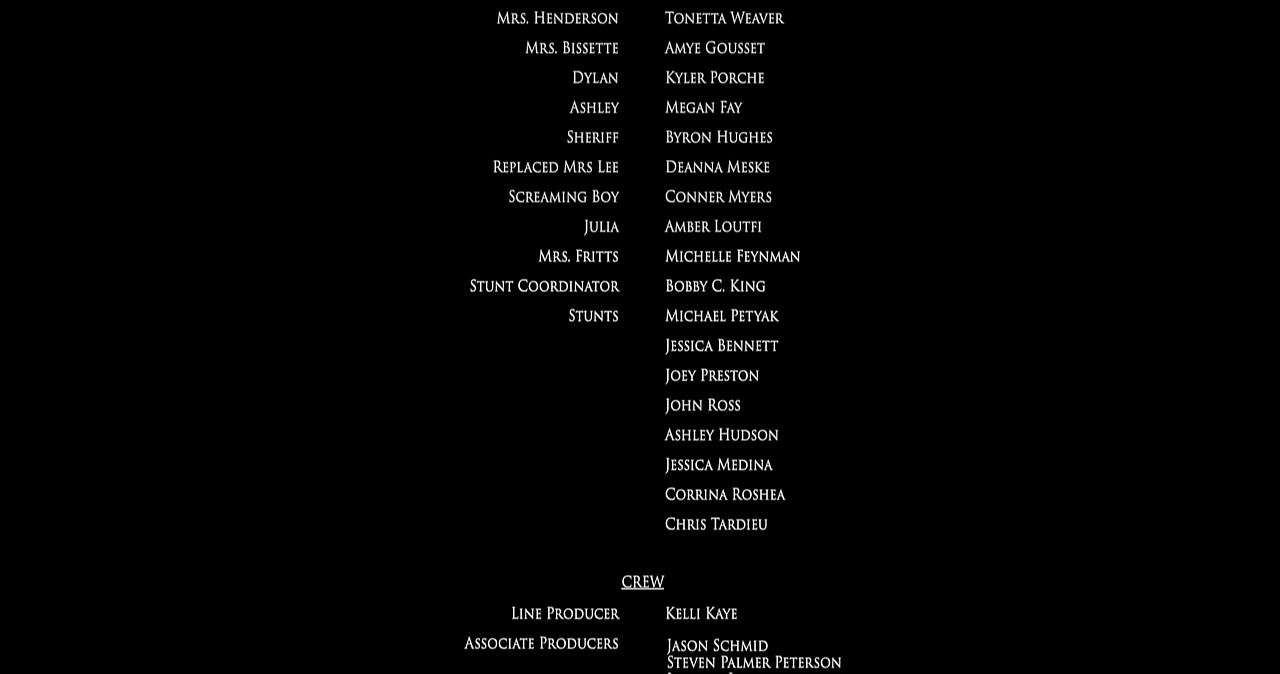 Mrs. Henderson Tonetta Weaver
Mrs. Bissette Amye Gousset
Dylan Kyler Porche
Ashley Megan Fay
Sheriff Byron Hughes
Replaced Mrs Lee Deanna Meske
Screaming Boy Conner Myers
Julia Amber Loutfi
Mrs. Fritts Michelle Feynman
Stunt Coordinator Bobby C. King
Stunts Michael Petyak
Jessica Bennett
Joey Preston
John Ross
Ashley Hudson
Jessica Medina
Corrina Roshea
Chris Tardieu
CREW
Line Producer Kelli Kaye
Associate Producers Jason Schmid
Steven Palmer Peterson